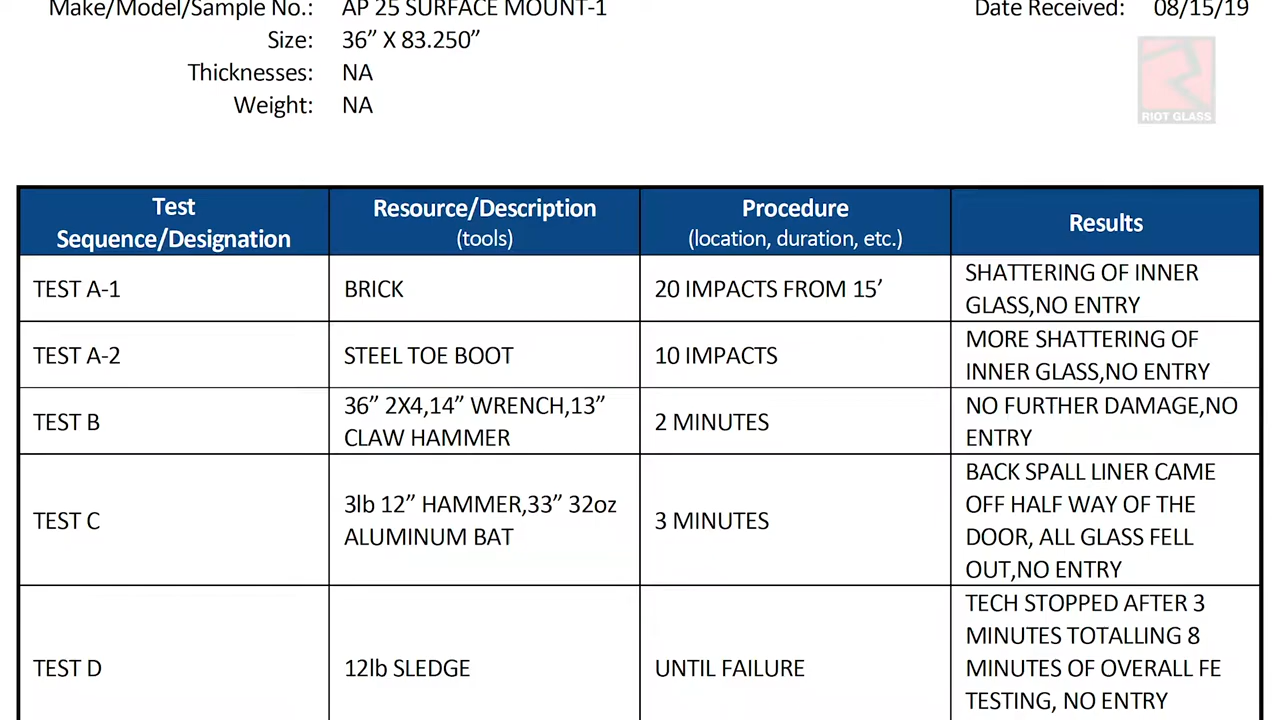 Make/Model/Sample No.: AP 25 SURFACE MOUNT-1 Date Received: 08/15/19
Size: 36” X 83.250”
Thicknesses: NA
Weight: NA
RIOT GLASS
Test Sequence/Designation
Resource/Description
(tools)
Procedure
(location, duration, etc.)
Results
TEST A-1
BRICK
20 IMPACTS FROM 15’
SHATTERING OF INNER
GLASS,NO ENTRY
TEST A-2
STEEL TOE BOOT
10 IMPACTS
MORE SHATTERING OF
INNER GLASS,NO ENTRY
TEST B
36” 2X4,14” WRENCH,13”
CLAW HAMMER
2 MINUTES
NO FURTHER DAMAGE,NO
ENTRY
TEST C
3lb 12” HAMMER,33” 32oz
ALUMINUM BAT
3 MINUTES
BACK SPALL LINER CAME
OFF HALF WAY OF THE
DOOR, ALL GLASS FELL
OUT,NO ENTRY
TEST D
12lb SLEDGE
UNTIL FAILURE
TECH STOPPED AFTER 3
MINUTES TOTALLING 8
MINUTES OF OVERALL FE
TESTING, NO ENTRY